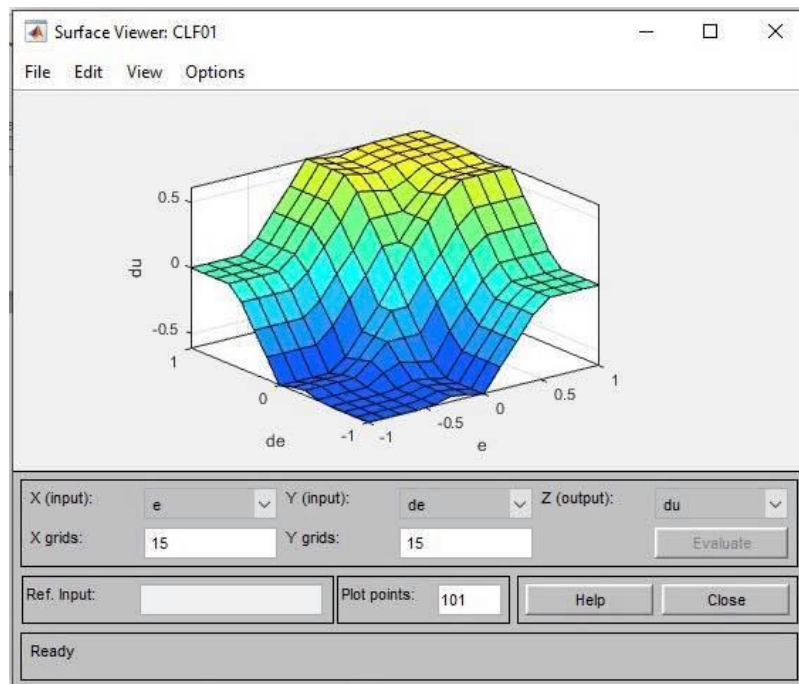 Surface Viewer: CLF01
File Edit View Options
0.5
0
-0.5
du
1
0
-1
de
-1
-0.5
0
0.5
1
e
X (input): e Y (input): de Z (output): du
X grids: 15 Y grids: 15 Evaluate
Ref. Input: Plot points: 101 Help Close
Ready